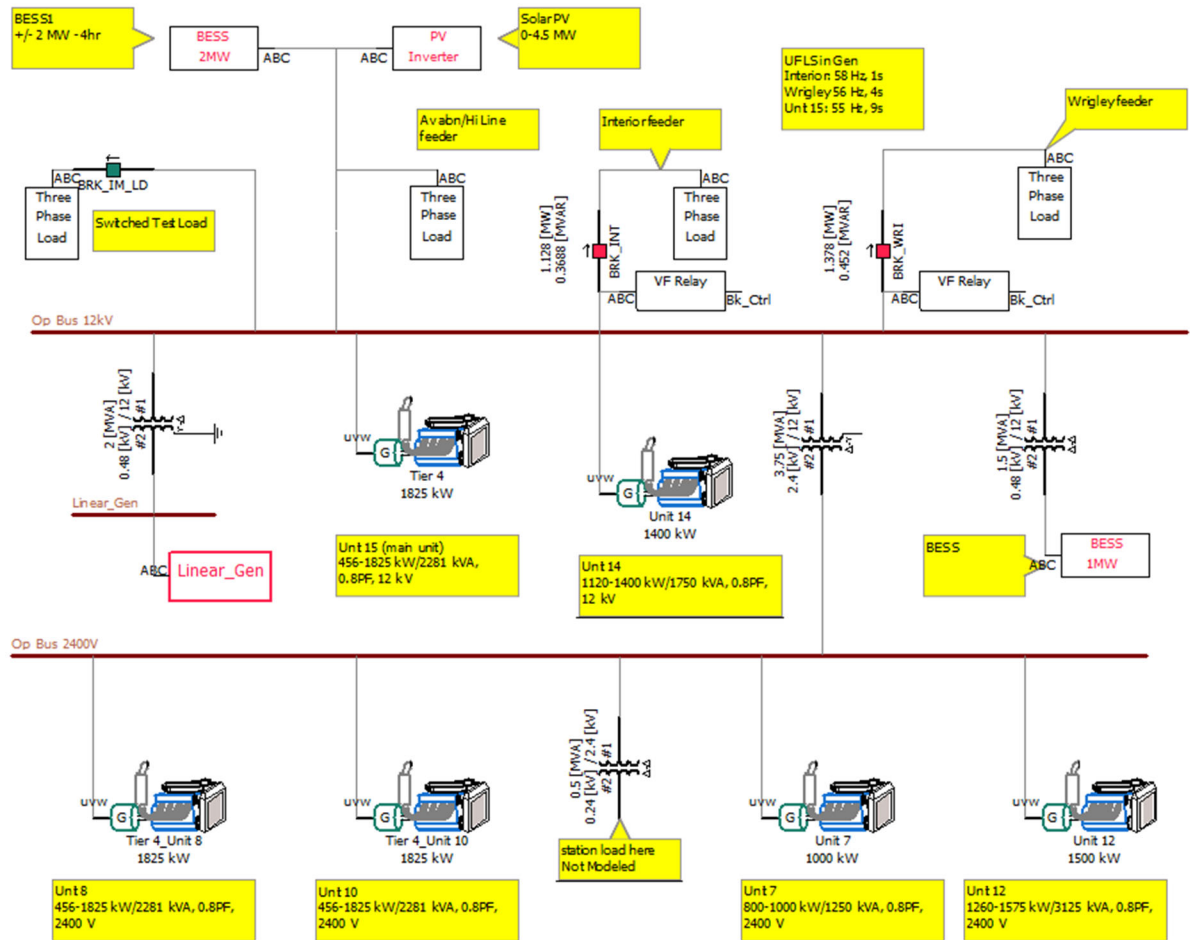 BESS1
+/- 2 MW -4hr
BESS
2MW
ABC
PV
Inverter
ABC
Solar PV
0-4.5 MW
UFLS in Gen
Interior: 58 Hz, 1s
Wrigley 56 Hz, 4s
Unt 15: 55 Hz, 9s
Wrigley feeder
Avabn/Hi Line
feeder
Interior feeder
ABC
BRK_IM_LD
Three
Phase
Load
Switched Test Load
ABC
Three
Phase
Load
1.128 [MW]
0.3688 [MVAR]
BRK_INT
ABC
Three
Phase
Load
VF Relay
ABC
Bk_Ctrl
1.378 [MW]
0.452 [MVAR]
BRK_WRI
ABC
Three
Phase
Load
VF Relay
ABC
Bk_Ctrl
Op Bus 12kV
2 [MVA]
0.48 [kV] / 12 [kV]
#2 #1
Linear_Gen
ABC
Linear_Gen
uvw
G
Tier 4
1825 kW
Unt 15 (main unit)
456-1825 kW/2281 kVA,
0.8PF, 12 kV
uvw
G
Unit 14
1400 kW
Unt 14
1120-1400 kW/1750 kVA, 0.8PF,
12 kV
3.75 [MVA]
2.4 [kV] / 12 [kV]
#2 #1
1.5 [MVA]
0.48 [kV] / 12 [kV]
#2 #1
BESS
ABC
BESS
1MW
Op Bus 2400V
uvw
G
Tier 4_Unit 8
1825 kW
Unt 8
456-1825 kW/2281 kVA, 0.8PF,
2400 V
uvw
G
Tier 4_Unit 10
1825 kW
Unt 10
456-1825 kW/2281 kVA, 0.8PF,
2400 V
0.5 [MVA]
0.24 [kV] / 2.4 [kV]
#2 #1
station load here
Not Modeled
uvw
G
Unit 7
1000 kW
Unt 7
800-1000 kW/1250 kVA, 0.8PF,
2400 V
uvw
G
Unit 12
1500 kW
Unt 12
1260-1575 kW/3125 kVA, 0.8PF,
2400 V